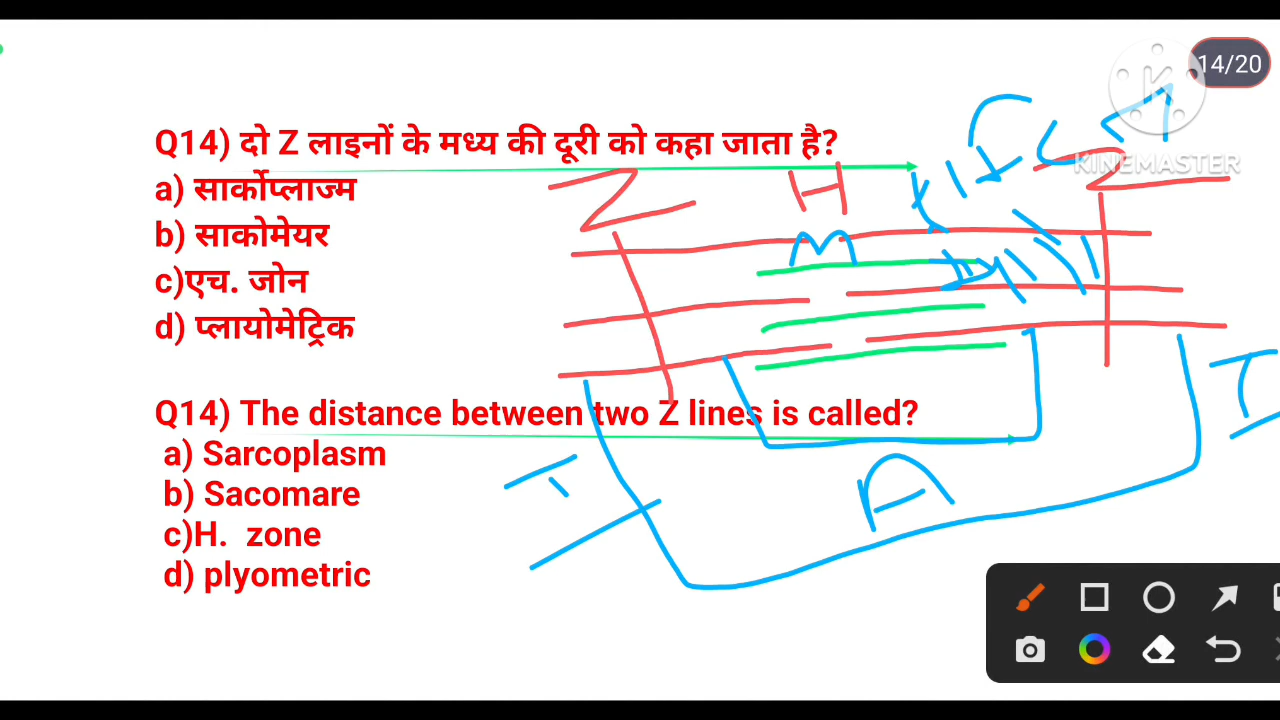 14/20
KINEMASTER
Q14) दो Z लाइनों के मध्य की दूरी को कहा जाता है?
a) सार्कोप्लाज्म
b) साकोमेयर
c)एच. जोन
d) प्लायोमेट्रिक
Z H Z
M
Q14) The distance between two Z lines is called?
a) Sarcoplasm
b) Sacomare
c)H. zone
d) plyometric
I A I